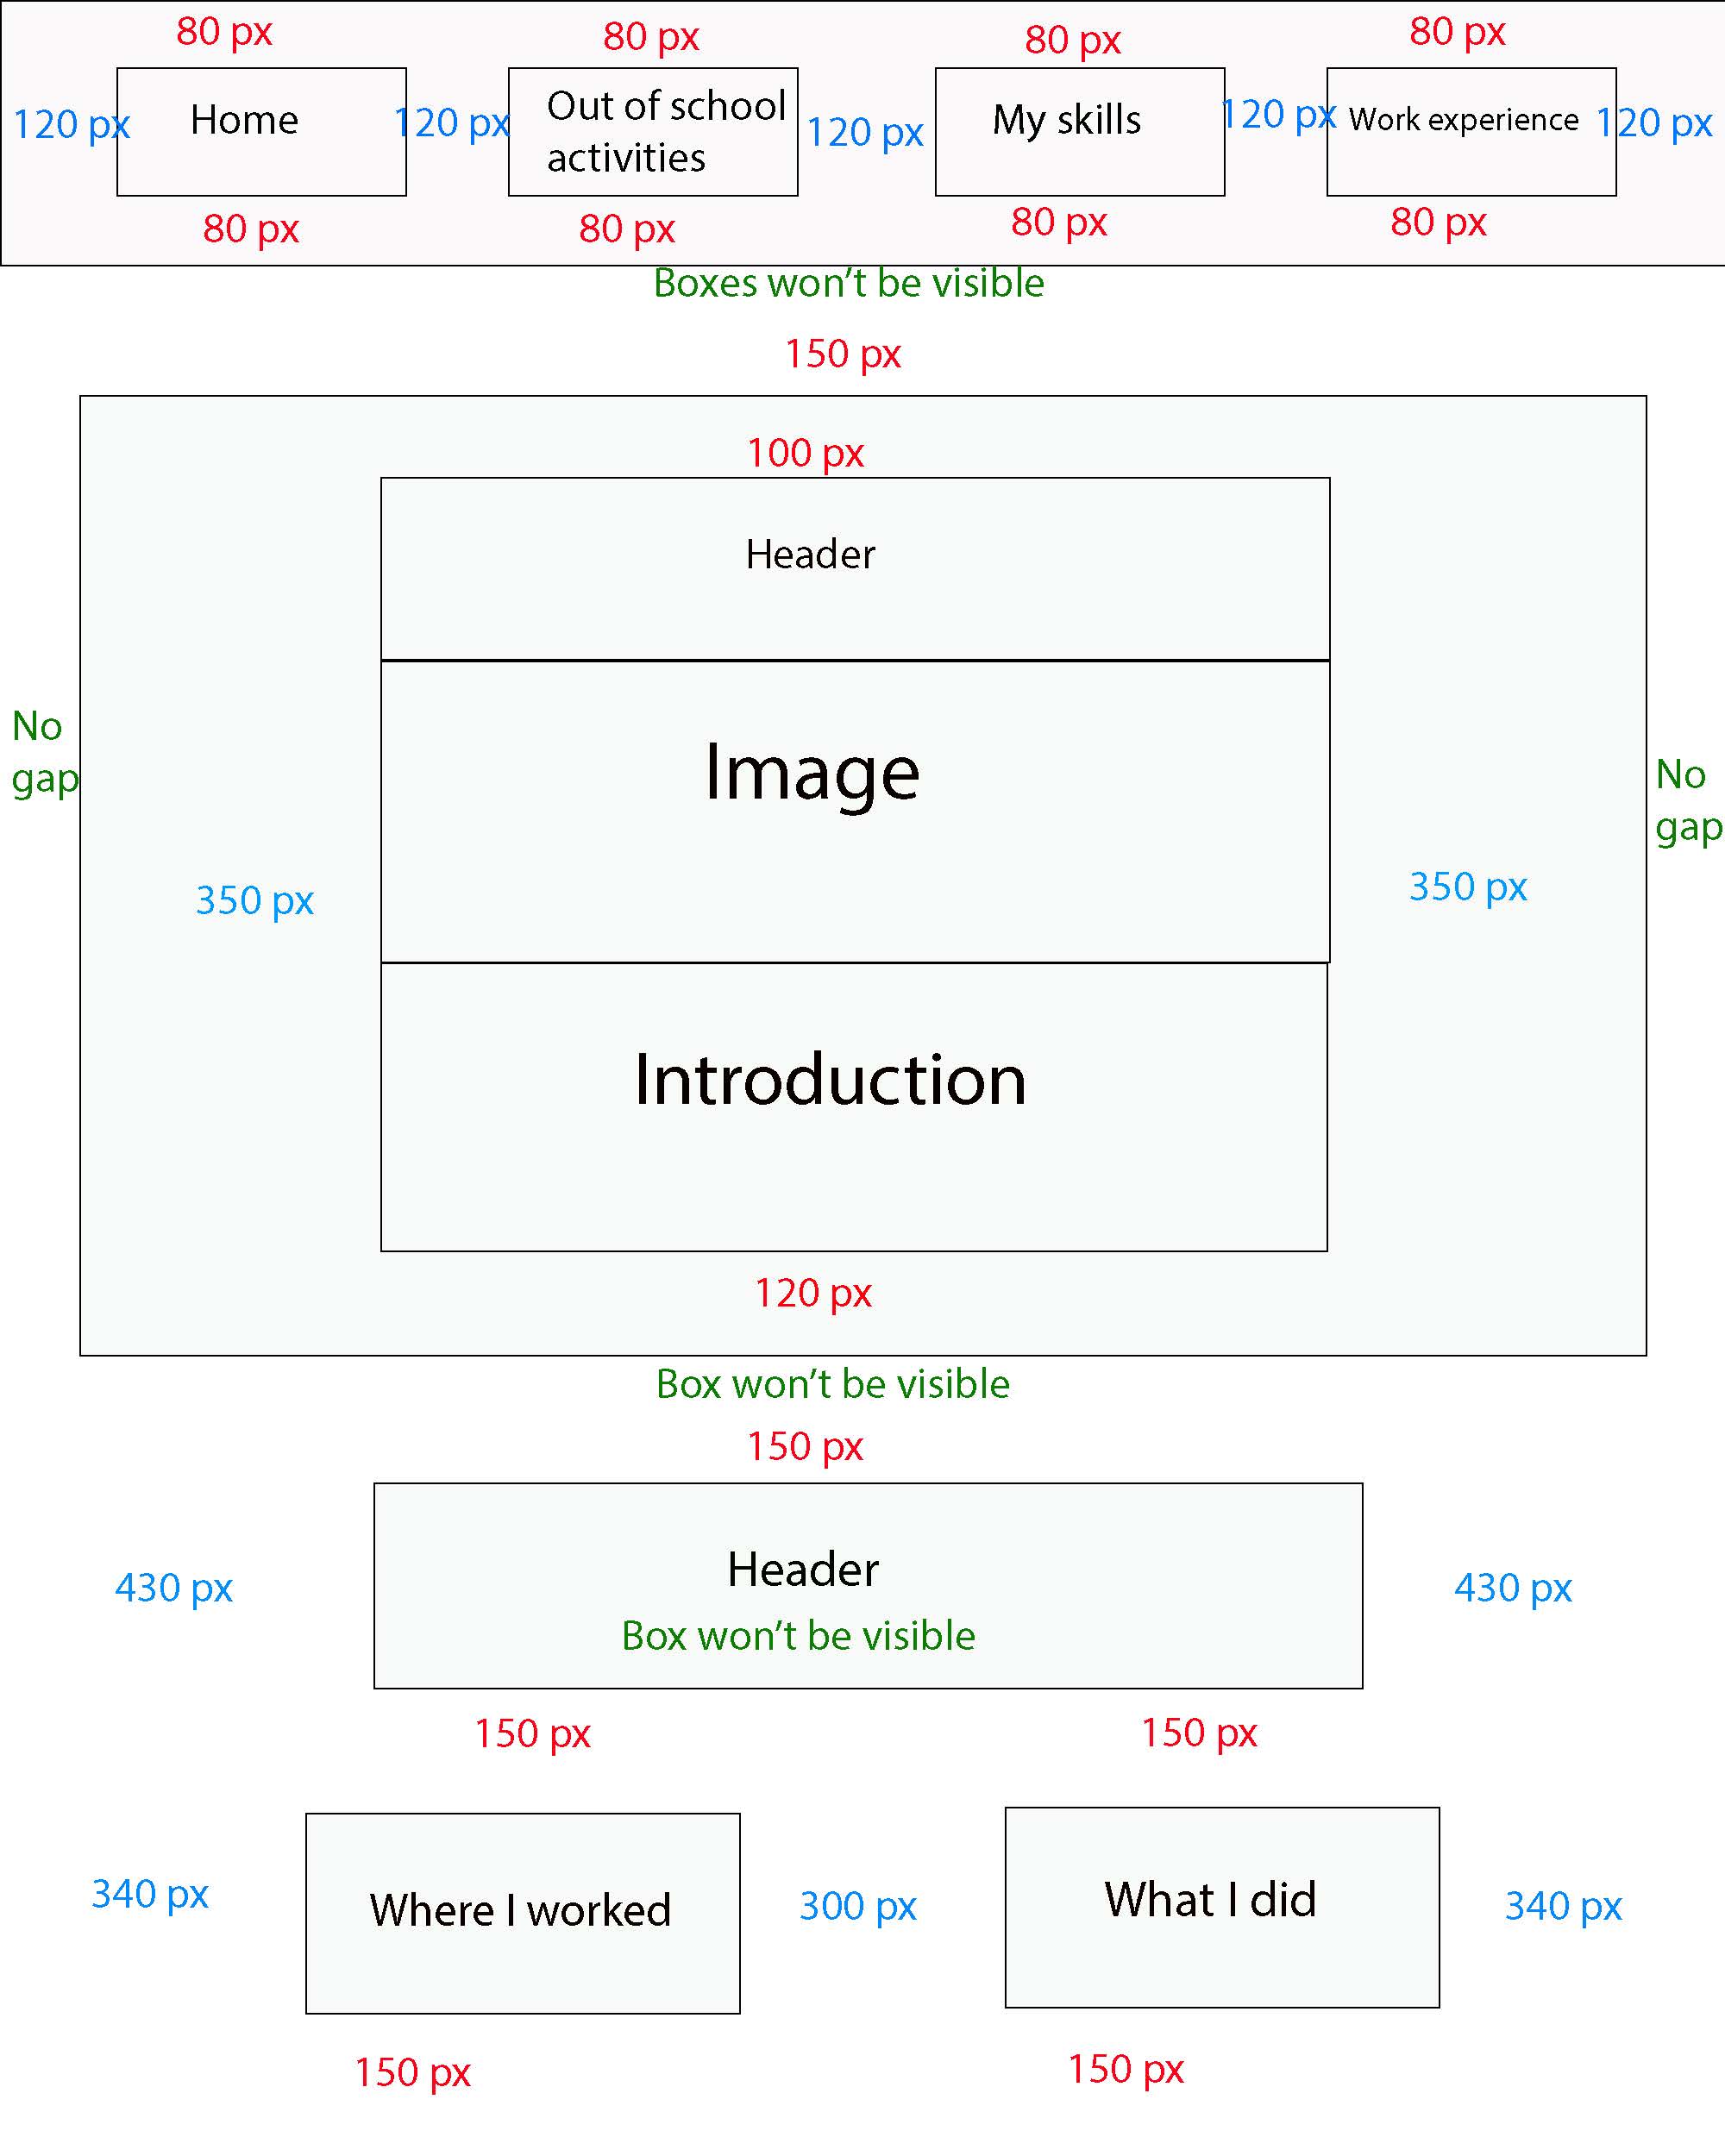 80 px
80 px
80 px
80 px
120 px
Home
120 px
Out of school
activities
120 px
My skills
120 px
Work experience
120 px
80 px
80 px
80 px
80 px
Boxes won’t be visible
150 px
100 px
Header
No
gap
Image
No
gap
350 px
350 px
Introduction
120 px
Box won’t be visible
150 px
430 px
Header
430 px
Box won’t be visible
150 px
150 px
340 px
Where I worked
300 px
What I did
340 px
150 px
150 px